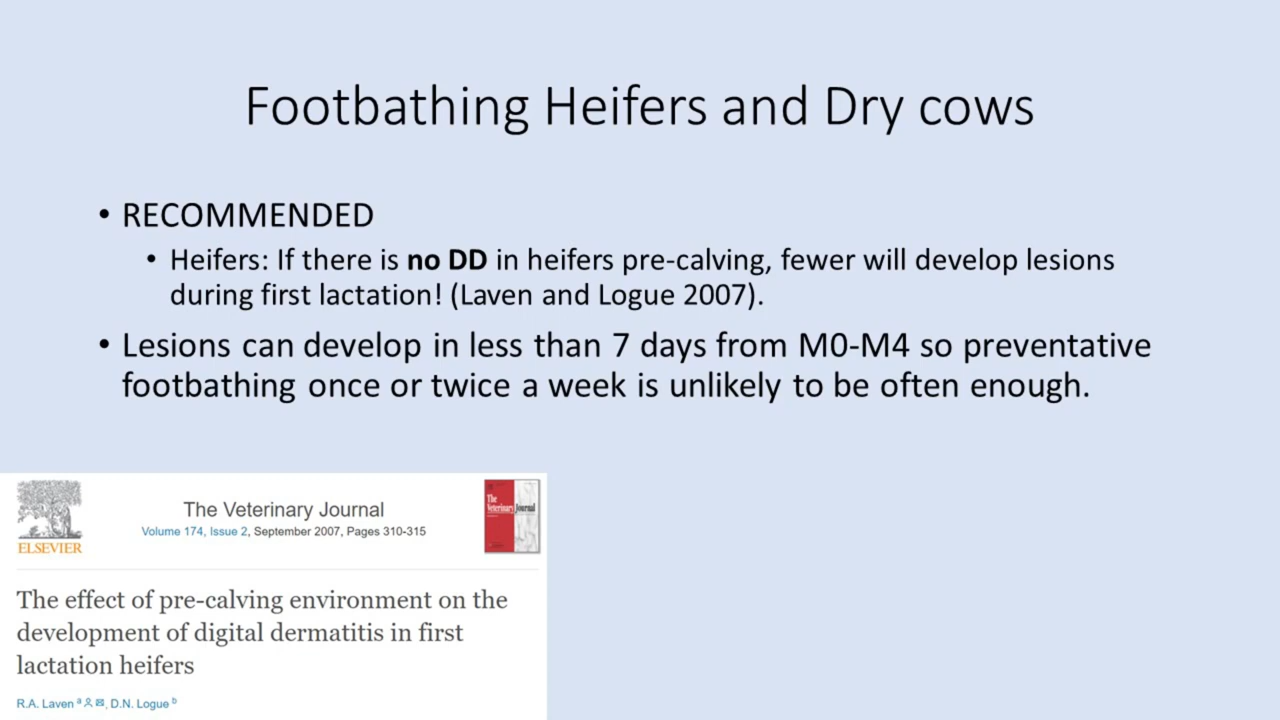 Footbathing Heifers and Dry cows
• RECOMMENDED
• Heifers: If there is no DD in heifers pre-calving, fewer will develop lesions
during first lactation! (Laven and Logue 2007).
• Lesions can develop in less than 7 days from M0-M4 so preventative
footbathing once or twice a week is unlikely to be often enough.
ELSEVIER
The Veterinary Journal
Volume 174, Issue 2, September 2007, Pages 310-315
The Veterinary Journal
The effect of pre-calving environment on the
development of digital dermatitis in first
lactation heifers
R.A. Laven a, D.N. Logue b